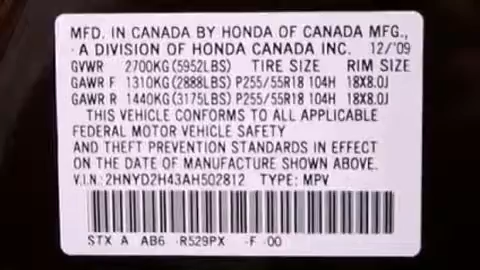 MFD. IN CANADA BY HONDA OF CANADA MFG.,
A DIVISION OF HONDA CANADA INC. 12/'09
GVWR 2700KG(5952LBS) TIRE SIZE RIM SIZE
GAWR F 1310KG(2888LBS) P255/55R18 104H 18X8.0J
GAWR R 1440KG(3175LBS) P255/55R18 104H 18X8.0J
THIS VEHICLE CONFORMS TO ALL APPLICABLE
FEDERAL MOTOR VEHICLE SAFETY
AND THEFT PREVENTION STANDARDS IN EFFECT
ON THE DATE OF MANUFACTURE SHOWN ABOVE.
V.I.N.:2HNYD2H43AH502812 TYPE: MPV
STX A AB6 -R529PX -F -00